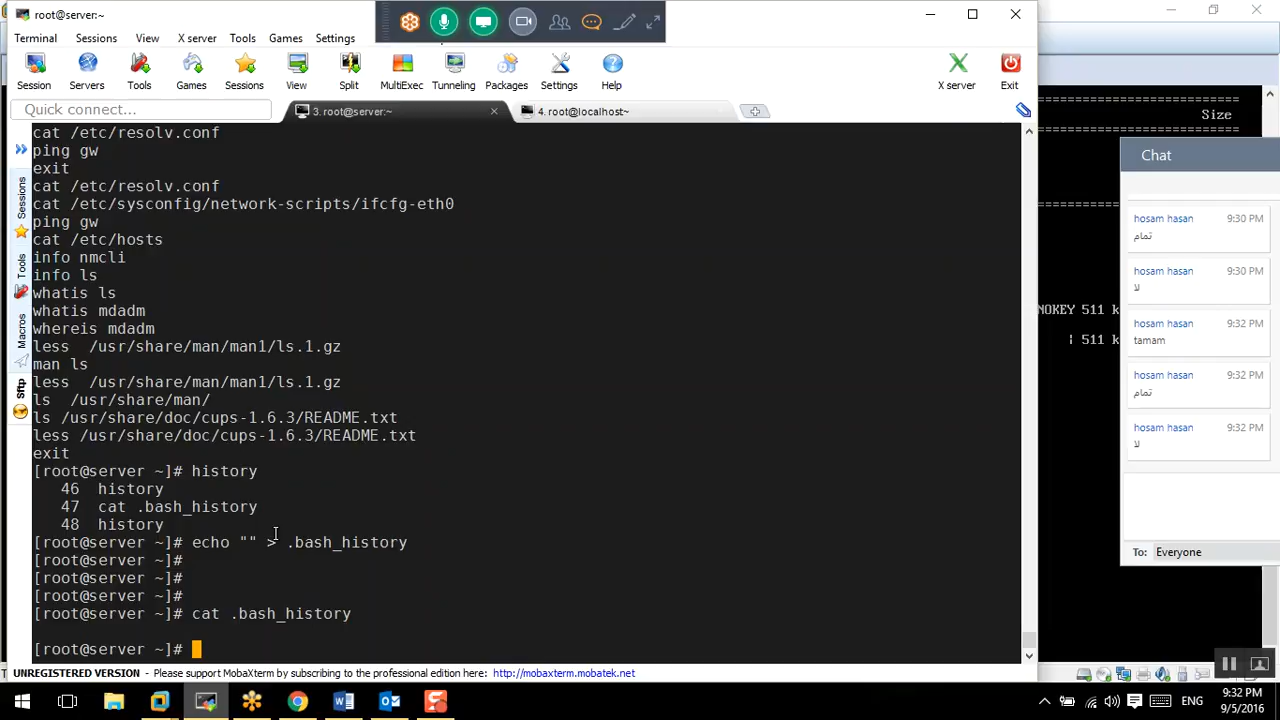 root@server:~
Terminal Sessions View X server Tools Games Settings
Session Servers Tools Games Sessions View Split MultiExec Tunneling Packages Settings Help X server Exit
Quick connect...
3. root@server:~
4. root@localhost~
Sessions
Tools
Macros
Sftp
cat /etc/resolv.conf
ping gw
exit
cat /etc/resolv.conf
cat /etc/sysconfig/network-scripts/ifcfg-eth0
ping gw
cat /etc/hosts
info nmcli
info ls
whatis ls
whatis mdadm
whereis mdadm
less  /usr/share/man/man1/ls.1.gz
man ls
less  /usr/share/man/man1/ls.1.gz
ls  /usr/share/man/
ls /usr/share/doc/cups-1.6.3/README.txt
less /usr/share/doc/cups-1.6.3/README.txt
exit
[root@server ~]# history
46  history
47  cat .bash_history
48  history
[root@server ~]# echo "" > .bash_history
[root@server ~]#
[root@server ~]#
[root@server ~]#
[root@server ~]# cat .bash_history
[root@server ~]#
UNREGISTERED VERSION - Please support MobaXterm by subscribing to the professional edition here: http://mobaxterm.mobatek.net
Size
NOKEY 511 k
| 511 k
Chat
hosam hasan 9:30 PM
تمام
hosam hasan 9:30 PM
لا
hosam hasan 9:32 PM
tamam
hosam hasan 9:32 PM
تمام
hosam hasan 9:32 PM
لا
To: Everyone
ENG
9:32 PM
9/5/2016